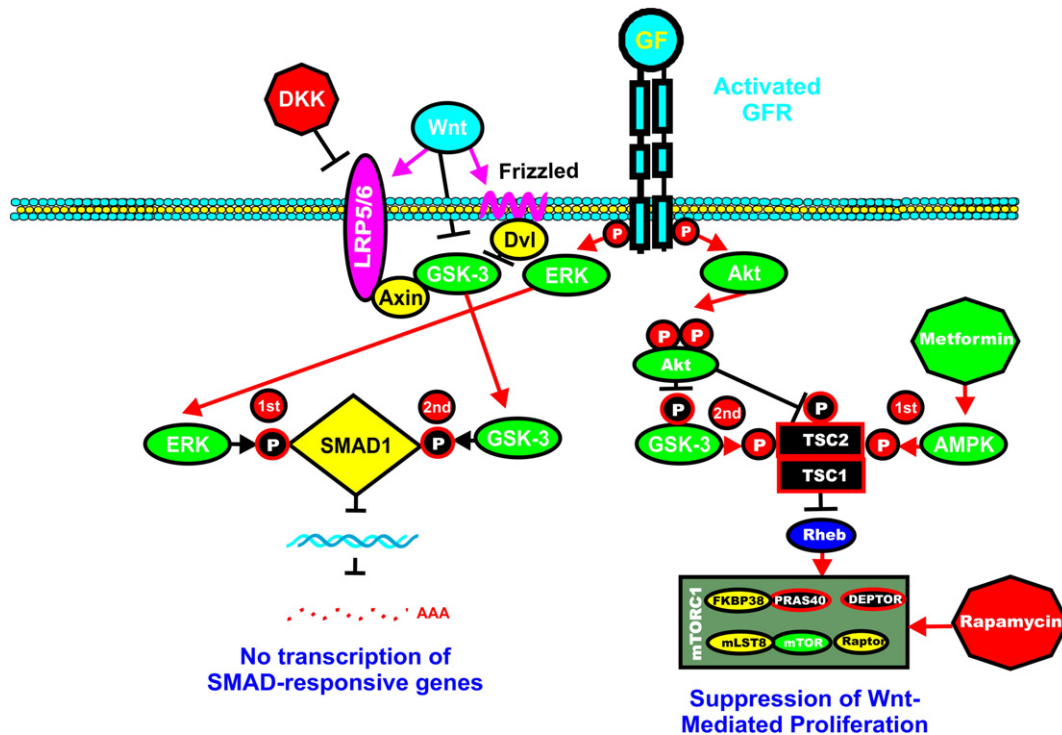 GF
Activated
GFR
DKK
Wnt
Frizzled
LRP5/6
Dvl
P
P
GSK-3
ERK
Akt
Axin
Metformin
P
P
Akt
1st
2nd
P
2nd
P
1st
ERK
P
SMAD1
P
GSK-3
GSK-3
P
TSC2
P
AMPK
TSC1
Rheb
mTORC1
FKBP38
PRAS40
DEPTOR
mLST8
mTOR
Raptor
Rapamycin
AAA
No transcription of
SMAD-responsive genes
Suppression of Wnt-
Mediated Proliferation